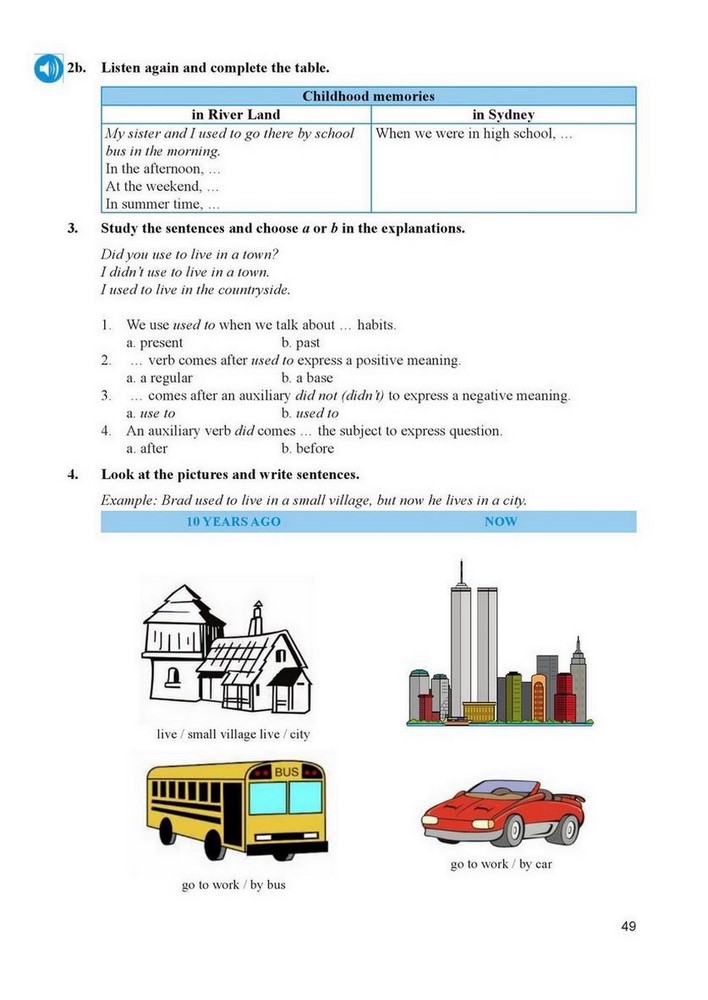 2b. Listen again and complete the table.
Childhood memories
in River Land
in Sydney
My sister and I used to go there by school
bus in the morning.
In the afternoon, …
At the weekend, …
In summer time, …
When we were in high school, …
3. Study the sentences and choose a or b in the explanations.
Did you use to live in a town?
I didn't use to live in a town.
I used to live in the countryside.
1. We use used to when we talk about … habits.
a. present b. past
2. … verb comes after used to express a positive meaning.
a. a regular b. a base
3. … comes after an auxiliary did not (didn't) to express a negative meaning.
a. use to b. used to
4. An auxiliary verb did comes … the subject to express question.
a. after b. before
4. Look at the pictures and write sentences.
Example: Brad used to live in a small village, but now he lives in a city.
10 YEARS AGO NOW
live / small village live / city
BUS
go to work / by bus
go to work / by car
49